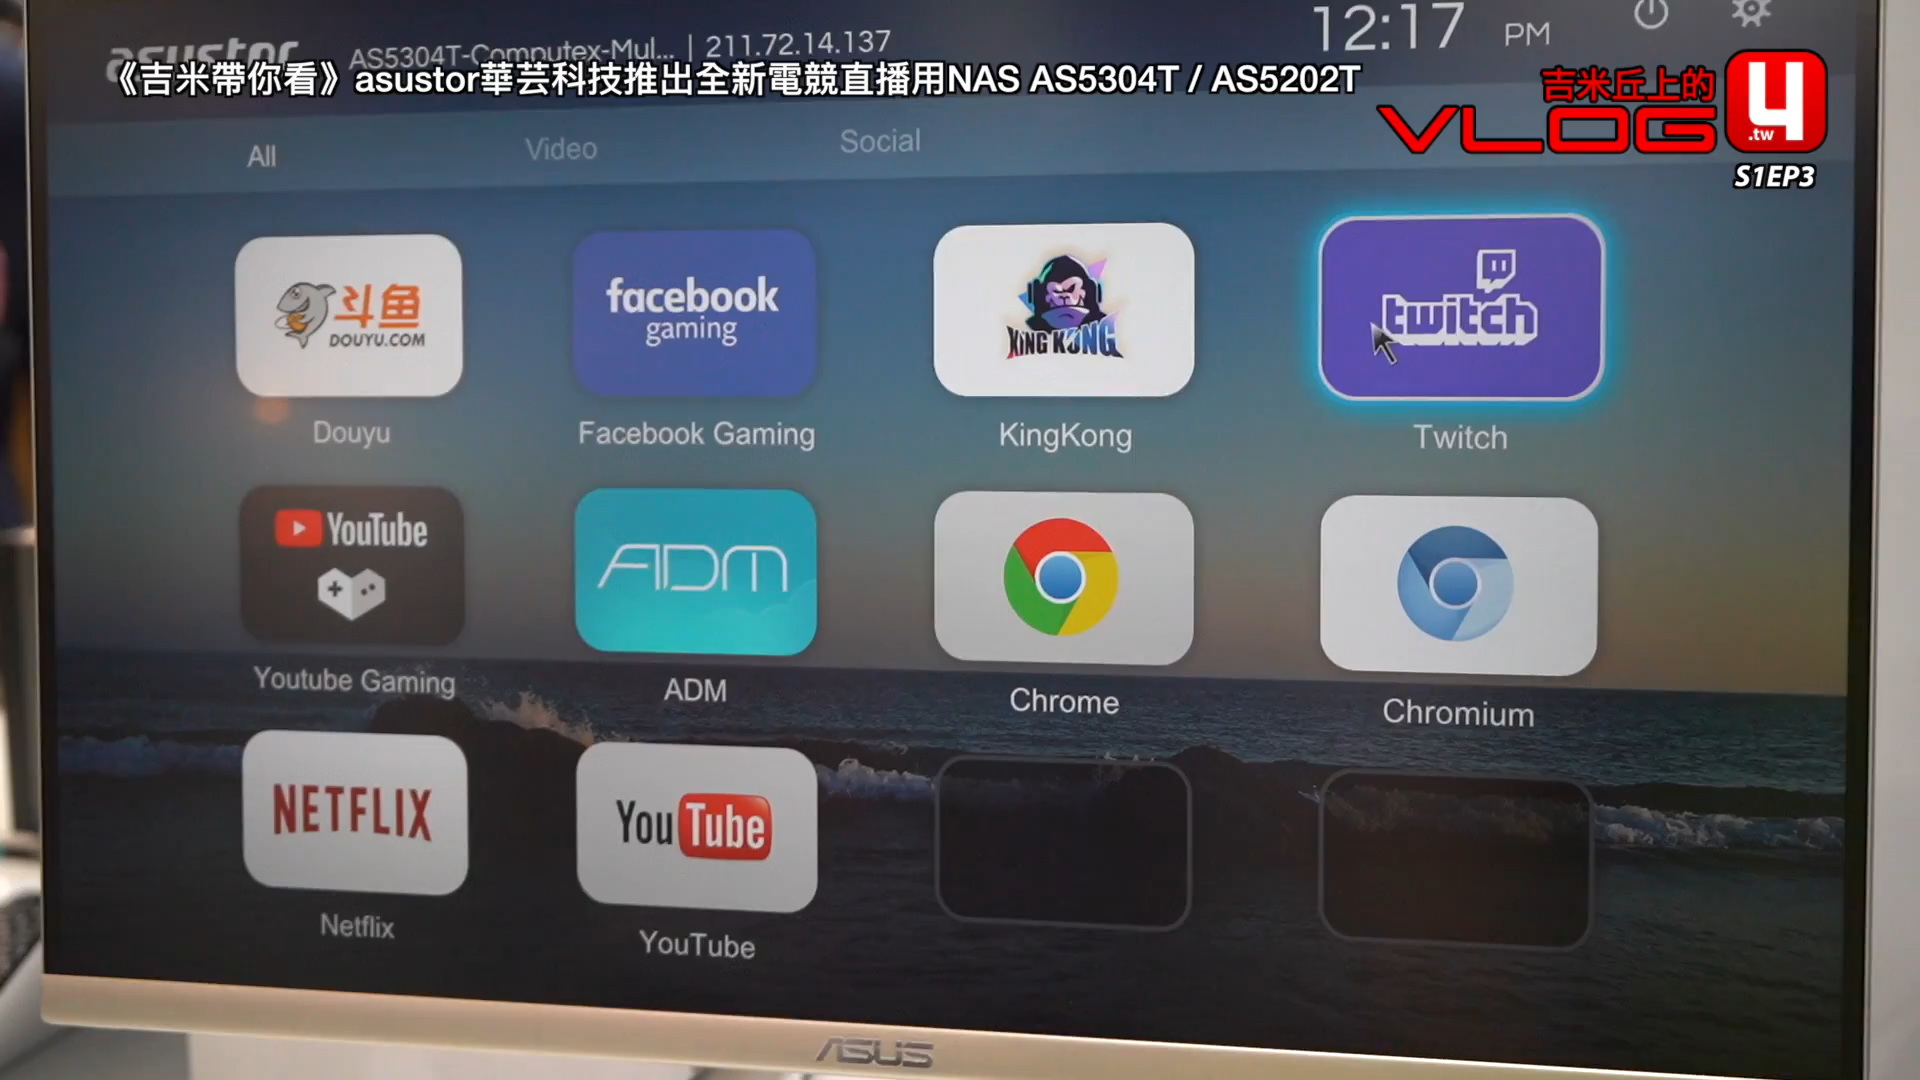 asustor AS5304T-Computex-Mul... | 211.72.14.137 12:17 PM
《吉米帶你看》asustor華芸科技推出全新電競直播用NAS AS5304T / AS5202T
吉米丘上的
VLOG
4
.tw
S1EP3
All Video Social
斗鱼
DOUYU.COM
facebook
gaming
KING KONG
twitch
Douyu Facebook Gaming KingKong Twitch
YouTube
ADM
Youtube Gaming ADM Chrome Chromium
NETFLIX
YouTube
Netflix YouTube
ASUS